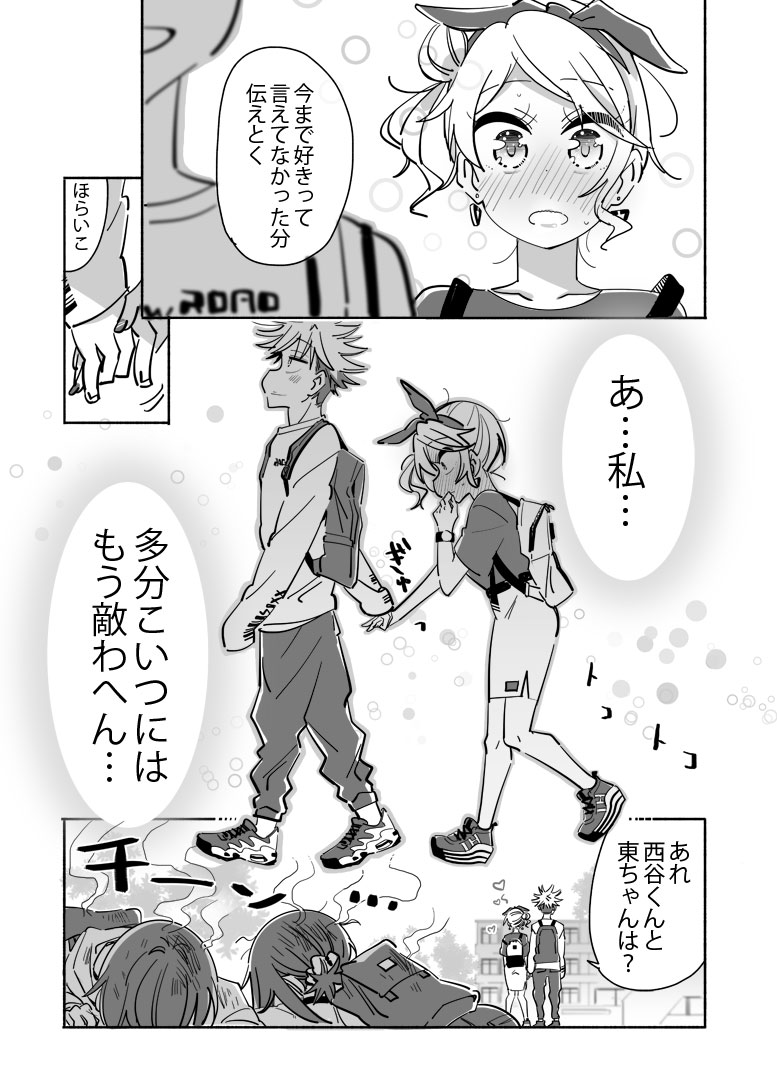 今まで好きって
言えてなかった分
伝えとく
ROAD
ほらいこ
あ…私…
ギュッ
トコ
トコ
多分こいつには
もう敵わへん…
あれ
西谷くんと
東ちゃんは?
チーン…